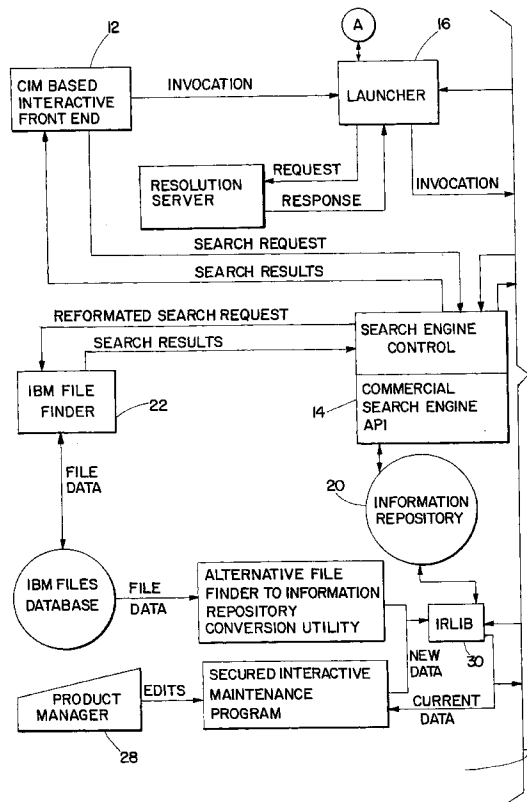 12
A
16
CIM BASED
INTERACTIVE
FRONT END
INVOCATION
LAUNCHER
RESOLUTION
SERVER
REQUEST
RESPONSE
INVOCATION
SEARCH REQUEST
SEARCH RESULTS
REFORMATED SEARCH REQUEST
SEARCH RESULTS
SEARCH ENGINE
CONTROL
IBM FILE
FINDER
22
14
COMMERCIAL
SEARCH ENGINE
API
FILE
DATA
20
INFORMATION
REPOSITORY
IBM FILES
DATABASE
FILE
DATA
ALTERNATIVE FILE
FINDER TO INFORMATION
REPOSITORY
CONVERSION UTILITY
IRLIB
30
NEW
DATA
PRODUCT
MANAGER
28
EDITS
SECURED INTERACTIVE
MAINTENANCE
PROGRAM
CURRENT
DATA